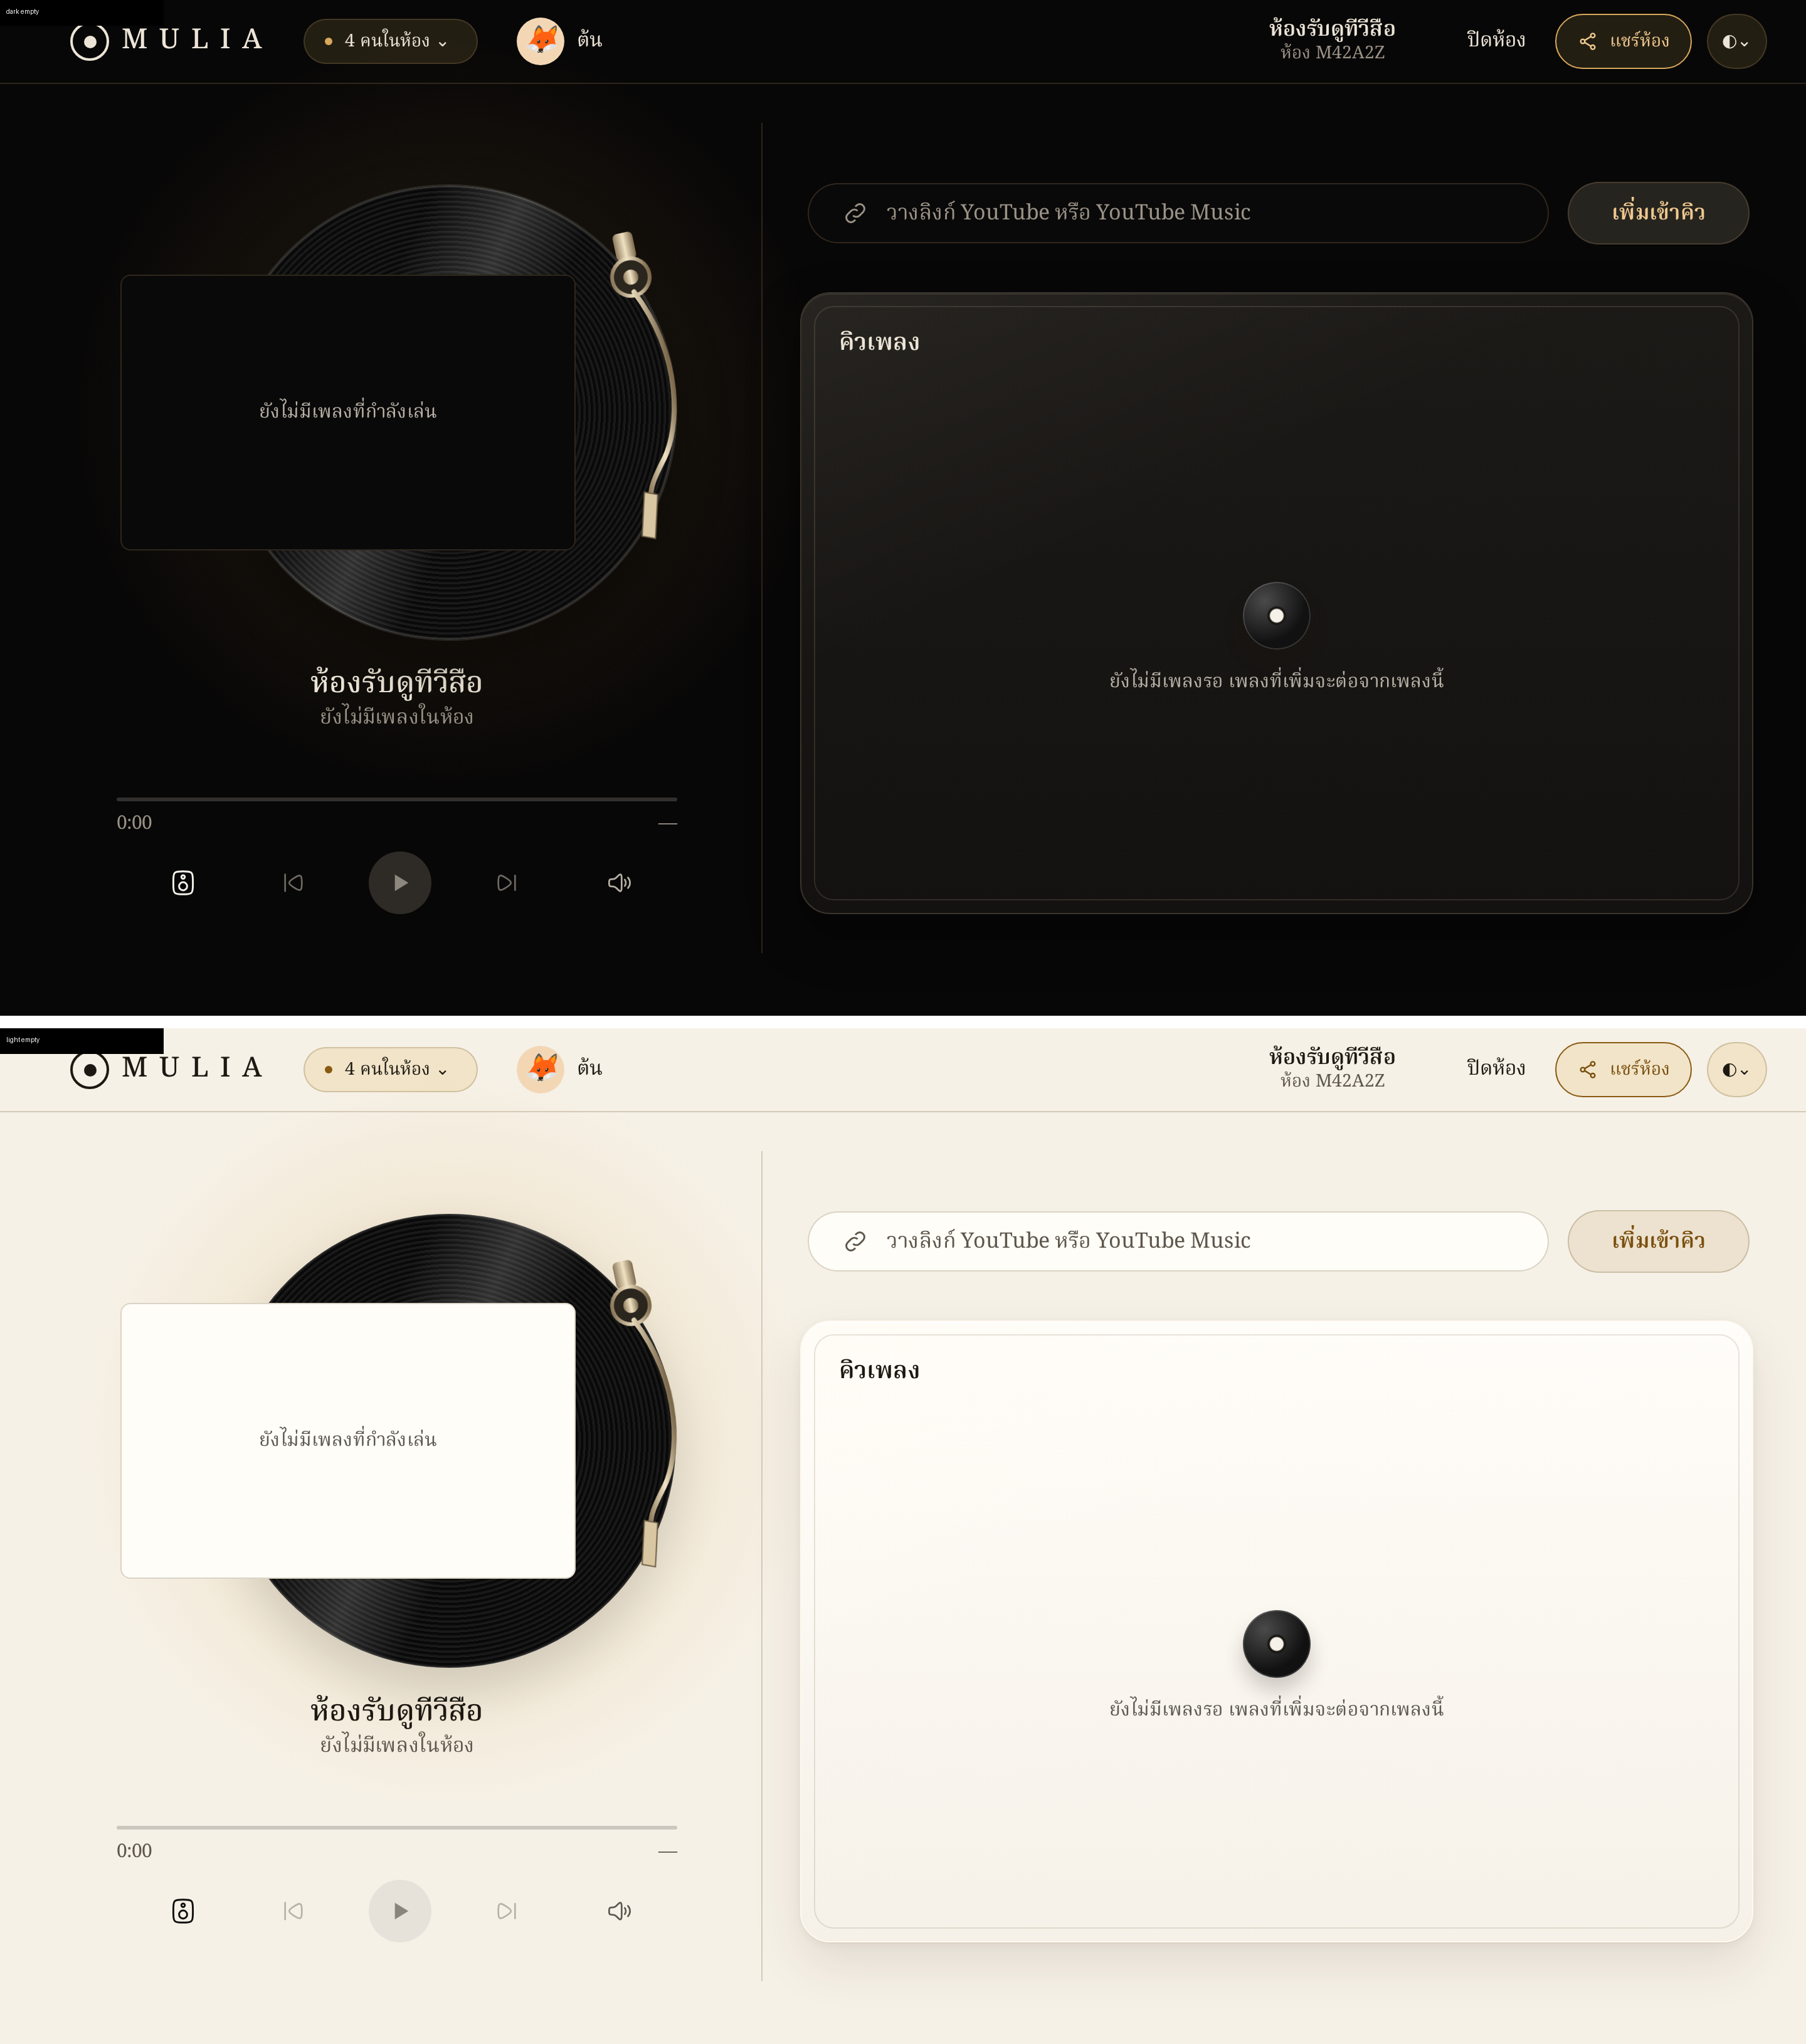 dark empty
MULIA
4 คนในห้อง
ต้น
ห้องรับดูทีวีสือ
ห้อง M42A2Z
ปิดห้อง
แชร์ห้อง
วางลิงก์ YouTube หรือ YouTube Music
เพิ่มเข้าคิว
คิวเพลง
ยังไม่มีเพลงที่กำลังเล่น
ยังไม่มีเพลงรอ เพลงที่เพิ่มจะต่อจากเพลงนี้
ห้องรับดูทีวีสือ
ยังไม่มีเพลงในห้อง
0:00
—
light empty
MULIA
4 คนในห้อง
ต้น
ห้องรับดูทีวีสือ
ห้อง M42A2Z
ปิดห้อง
แชร์ห้อง
วางลิงก์ YouTube หรือ YouTube Music
เพิ่มเข้าคิว
คิวเพลง
ยังไม่มีเพลงที่กำลังเล่น
ยังไม่มีเพลงรอ เพลงที่เพิ่มจะต่อจากเพลงนี้
ห้องรับดูทีวีสือ
ยังไม่มีเพลงในห้อง
0:00
—